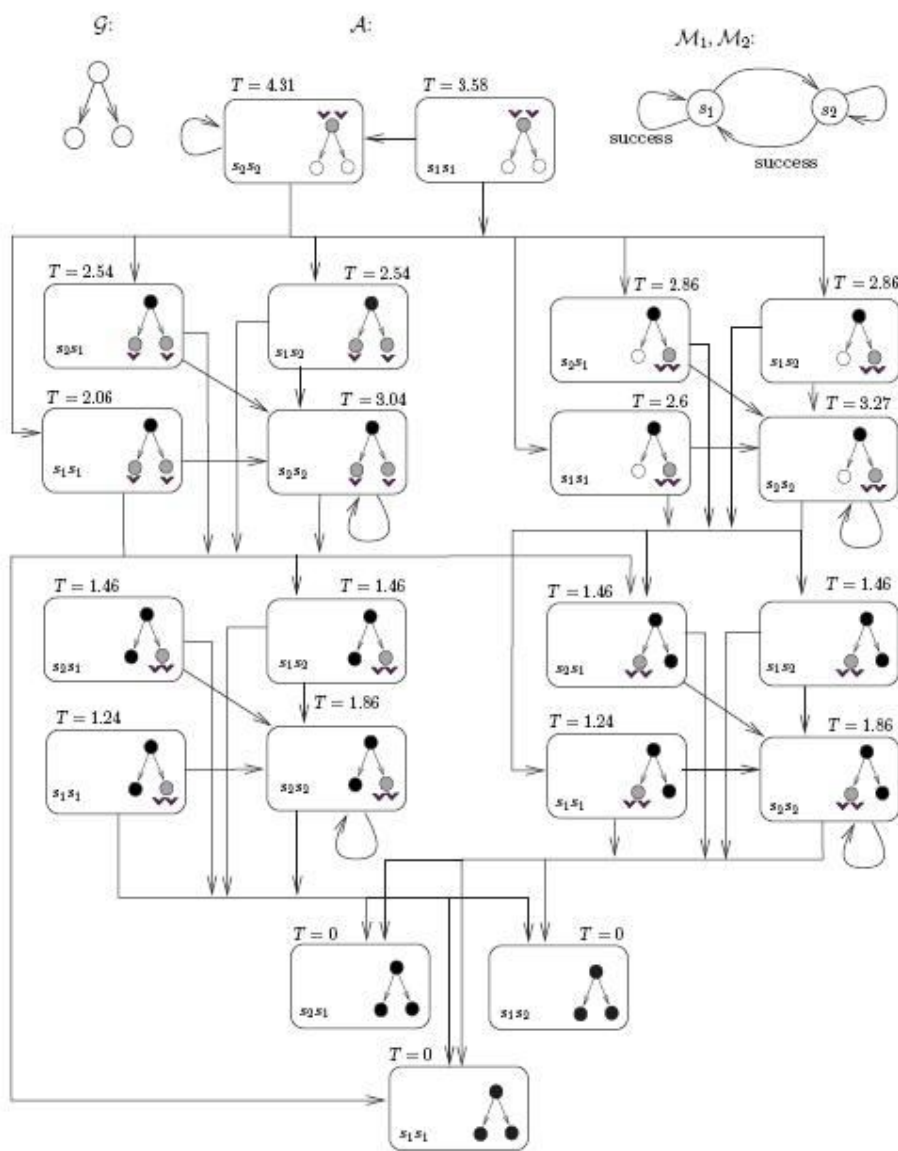 𝒢: 𝒜: ℳ₁, ℳ₂:
T = 4.31 T = 3.58
s₁ s₂
success
success
s₂s₂ s₁s₁
T = 2.54 T = 2.54 T = 2.86 T = 2.86
s₂s₁ s₁s₂ s₂s₁ s₁s₂
T = 2.06 T = 3.04 T = 2.6 T = 3.27
s₁s₁ s₂s₂ s₁s₁ s₂s₂
T = 1.46 T = 1.46 T = 1.46 T = 1.46
s₂s₁ s₁s₂ s₂s₁ s₁s₂
T = 1.24 T = 1.86 T = 1.24 T = 1.86
s₁s₁ s₂s₂ s₁s₁ s₂s₂
T = 0 T = 0
s₂s₁ s₁s₂
T = 0
s₁s₁